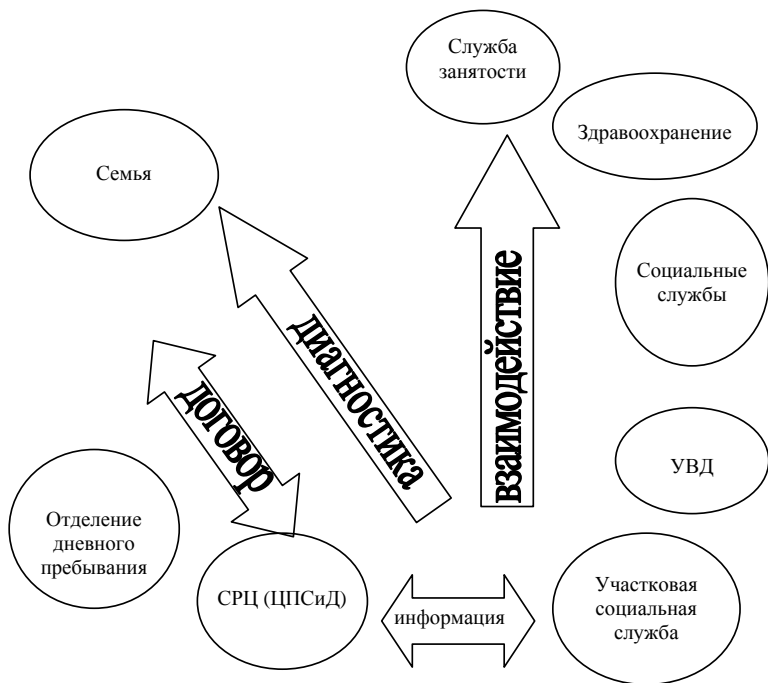 Служба
занятости
Здравоохранение
Семья
Социальные
службы
взаимодействие
диагностика
договор
УВД
Отделение
дневного
пребывания
СРЦ (ЦПСиД)
информация
Участковая
социальная
служба